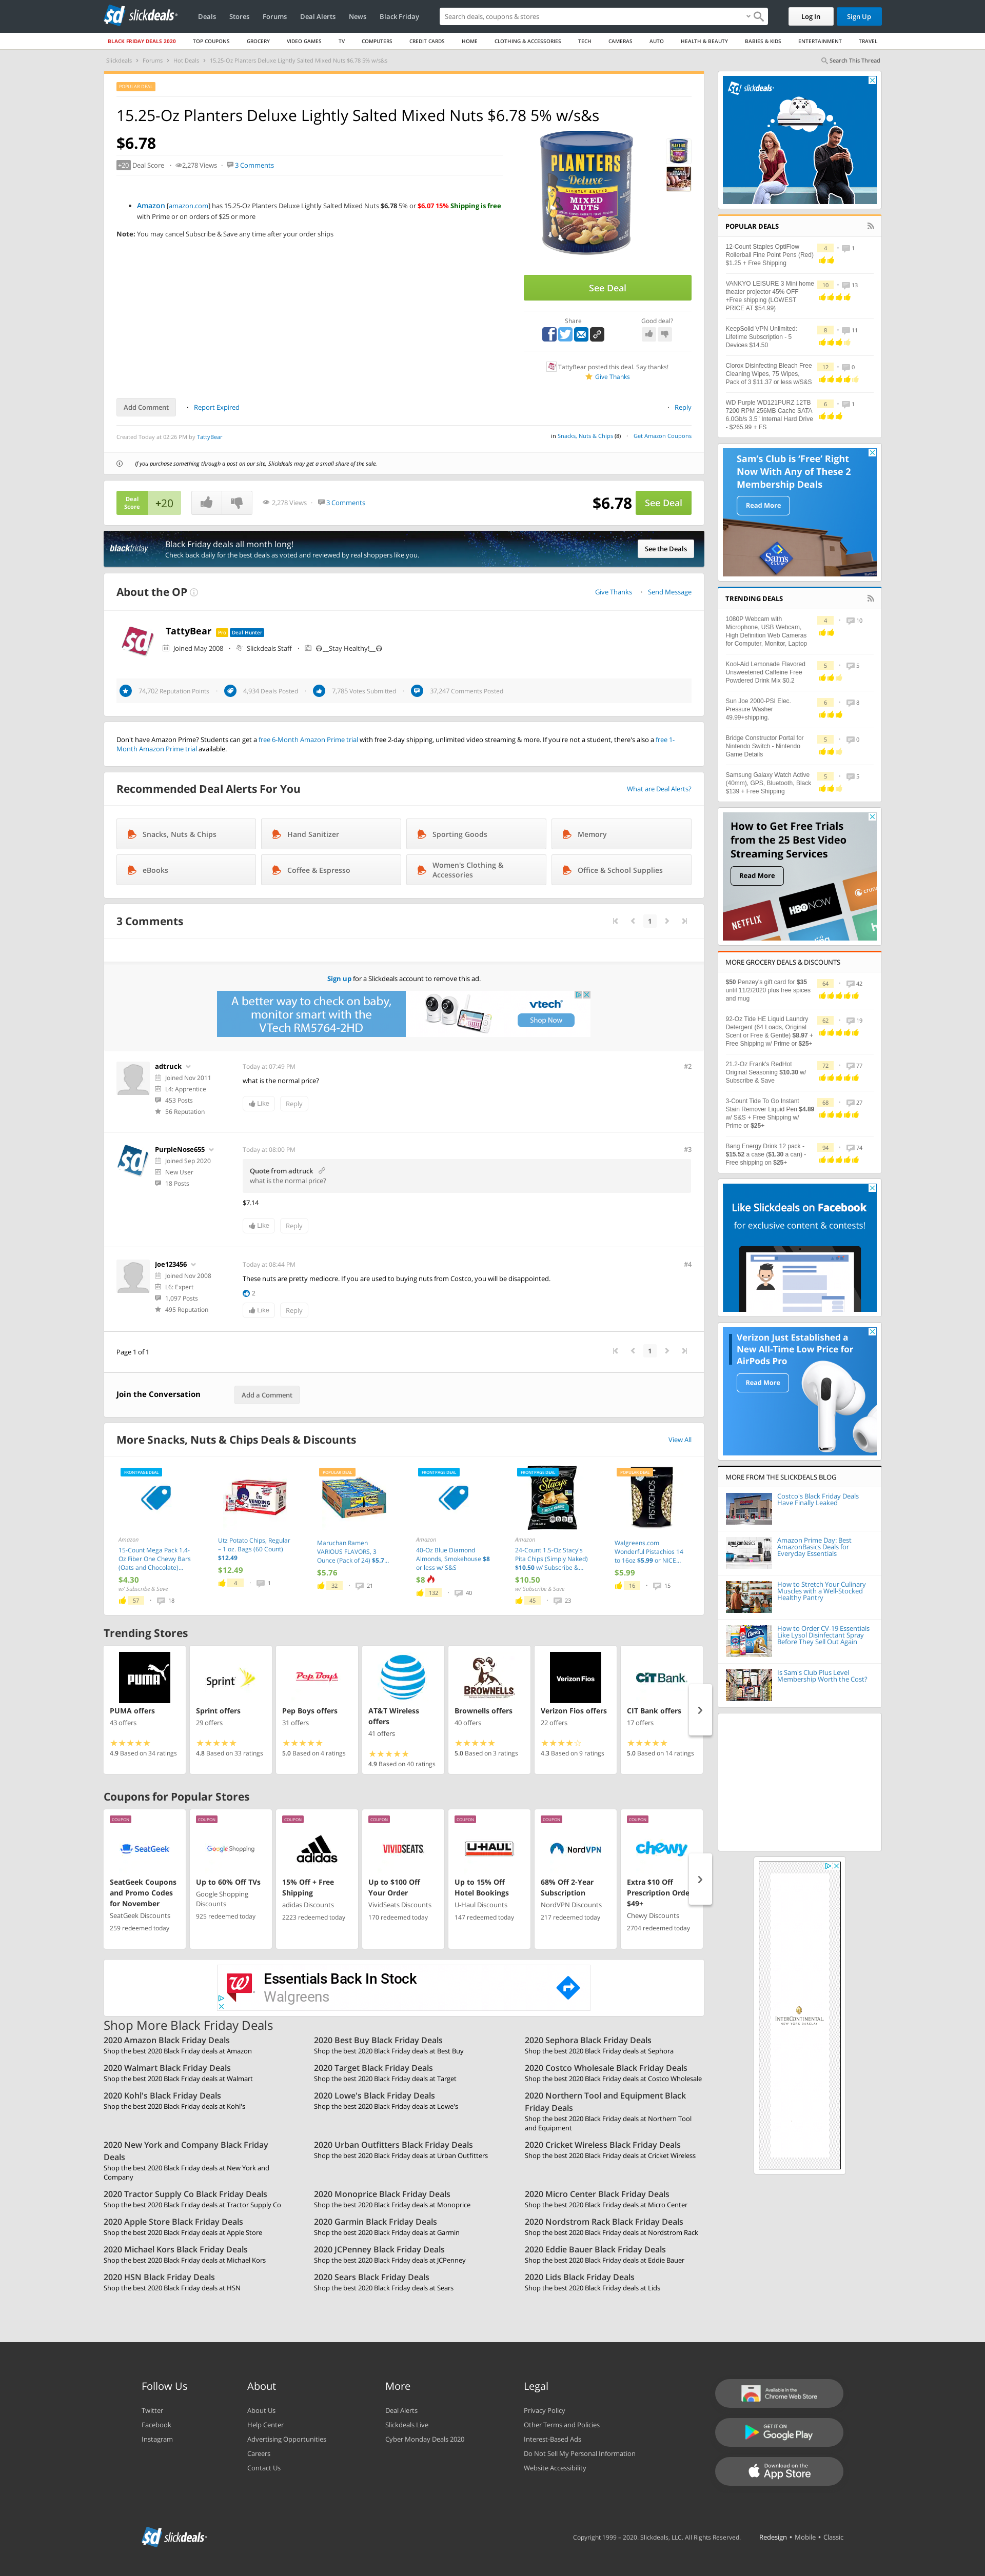 slickdeals
Deals
Stores
Forums
Deal Alerts
News
Black Friday
Search deals, coupons & stores
Log In
Sign Up
BLACK FRIDAY DEALS 2020
TOP COUPONS
GROCERY
VIDEO GAMES
TV
COMPUTERS
CREDIT CARDS
HOME
CLOTHING & ACCESSORIES
TECH
CAMERAS
AUTO
HEALTH & BEAUTY
BABIES & KIDS
ENTERTAINMENT
TRAVEL
Slickdeals > Forums > Hot Deals > 15.25-Oz Planters Deluxe Lightly Salted Mixed Nuts $6.78 5% w/s&s
Search This Thread
POPULAR DEAL
15.25-Oz Planters Deluxe Lightly Salted Mixed Nuts $6.78 5% w/s&s
$6.78
+20 Deal Score · 2,278 Views · 3 Comments
Amazon [amazon.com] has 15.25-Oz Planters Deluxe Lightly Salted Mixed Nuts $6.78 5% or $6.07 15% Shipping is free
with Prime or on orders of $25 or more
Note: You may cancel Subscribe & Save any time after your order ships
PLANTERS
Deluxe
LIGHTLY SALTED
MIXED
NUTS
See Deal
Share
Good deal?
TattyBear posted this deal. Say thanks!
Give Thanks
Add Comment
· Report Expired
· Reply
Created Today at 02:26 PM by TattyBear
in Snacks, Nuts & Chips (8) · Get Amazon Coupons
If you purchase something through a post on our site, Slickdeals may get a small share of the sale.
Deal
Score
+20
2,278 Views · 3 Comments
$6.78
See Deal
blackfriday
Black Friday deals all month long!
Check back daily for the best deals as voted and reviewed by real shoppers like you.
See the Deals
About the OP
Give Thanks · Send Message
sd
TattyBear Pro Deal Hunter
Joined May 2008 · Slickdeals Staff · __Stay Healthy!__
74,702 Reputation Points · 4,934 Deals Posted · 7,785 Votes Submitted · 37,247 Comments Posted
Don't have Amazon Prime? Students can get a free 6-Month Amazon Prime trial with free 2-day shipping, unlimited video streaming & more. If you're not a student, there's also a free 1-
Month Amazon Prime trial available.
Recommended Deal Alerts For You
What are Deal Alerts?
Snacks, Nuts & Chips
Hand Sanitizer
Sporting Goods
Memory
eBooks
Coffee & Espresso
Women's Clothing &
Accessories
Office & School Supplies
3 Comments
1
Sign up for a Slickdeals account to remove this ad.
A better way to check on baby,
monitor smart with the
VTech RM5764-2HD
vtech
Shop Now
adtruck
Joined Nov 2011
L4: Apprentice
453 Posts
56 Reputation
Today at 07:49 PM
#2
what is the normal price?
Like
Reply
PurpleNose655
Joined Sep 2020
New User
18 Posts
Today at 08:00 PM
#3
Quote from adtruck
what is the normal price?
$7.14
Like
Reply
Joe123456
Joined Nov 2008
L6: Expert
1,097 Posts
495 Reputation
Today at 08:44 PM
#4
These nuts are pretty mediocre. If you are used to buying nuts from Costco, you will be disappointed.
2
Like
Reply
Page 1 of 1
1
Join the Conversation
Add a Comment
More Snacks, Nuts & Chips Deals & Discounts
View All
FRONTPAGE DEAL
Amazon
15-Count Mega Pack 1.4-
Oz Fiber One Chewy Bars
(Oats and Chocolate)...
$4.30
w/ Subscribe & Save
57 · 18
Utz Potato Chips, Regular
– 1 oz. Bags (60 Count)
$12.49
$12.49
4 · 1
POPULAR DEAL
Maruchan Ramen
VARIOUS FLAVORS, 3
Ounce (Pack of 24) $5.7...
$5.76
32 · 21
FRONTPAGE DEAL
Amazon
40-Oz Blue Diamond
Almonds, Smokehouse $8
or less w/ S&S
$8
132 · 40
FRONTPAGE DEAL
Stacy's
Amazon
24-Count 1.5-Oz Stacy's
Pita Chips (Simply Naked)
$10.50 w/ Subscribe &...
$10.50
w/ Subscribe & Save
45 · 23
POPULAR DEAL
PISTACHIOS
Walgreens.com
Wonderful Pistachios 14
to 16oz $5.99 or NICE...
$5.99
16 · 15
Trending Stores
PUMA
PUMA offers
43 offers
4.9 Based on 34 ratings
Sprint
Sprint offers
29 offers
4.8 Based on 33 ratings
Pep Boys
Pep Boys offers
31 offers
5.0 Based on 4 ratings
AT&T Wireless
offers
41 offers
4.9 Based on 40 ratings
BROWNELLS
Brownells offers
40 offers
5.0 Based on 3 ratings
Verizon Fios
Verizon Fios offers
22 offers
4.3 Based on 9 ratings
CIT Bank
CIT Bank offers
17 offers
5.0 Based on 14 ratings
Coupons for Popular Stores
COUPON
SeatGeek
SeatGeek Coupons
and Promo Codes
for November
SeatGeek Discounts
259 redeemed today
COUPON
Google Shopping
Up to 60% Off TVs
Google Shopping
Discounts
925 redeemed today
COUPON
adidas
15% Off + Free
Shipping
adidas Discounts
2223 redeemed today
COUPON
VIVIDSEATS
Up to $100 Off
Your Order
VividSeats Discounts
170 redeemed today
COUPON
U-HAUL
Up to 15% Off
Hotel Bookings
U-Haul Discounts
147 redeemed today
COUPON
NordVPN
68% Off 2-Year
Subscription
NordVPN Discounts
217 redeemed today
COUPON
chewy
Extra $10 Off
Prescription Orde
$49+
Chewy Discounts
2704 redeemed today
Essentials Back In Stock
Walgreens
Shop More Black Friday Deals
2020 Amazon Black Friday Deals
Shop the best 2020 Black Friday deals at Amazon
2020 Best Buy Black Friday Deals
Shop the best 2020 Black Friday deals at Best Buy
2020 Sephora Black Friday Deals
Shop the best 2020 Black Friday deals at Sephora
2020 Walmart Black Friday Deals
Shop the best 2020 Black Friday deals at Walmart
2020 Target Black Friday Deals
Shop the best 2020 Black Friday deals at Target
2020 Costco Wholesale Black Friday Deals
Shop the best 2020 Black Friday deals at Costco Wholesale
2020 Kohl's Black Friday Deals
Shop the best 2020 Black Friday deals at Kohl's
2020 Lowe's Black Friday Deals
Shop the best 2020 Black Friday deals at Lowe's
2020 Northern Tool and Equipment Black
Friday Deals
Shop the best 2020 Black Friday deals at Northern Tool
and Equipment
2020 New York and Company Black Friday
Deals
Shop the best 2020 Black Friday deals at New York and
Company
2020 Urban Outfitters Black Friday Deals
Shop the best 2020 Black Friday deals at Urban Outfitters
2020 Cricket Wireless Black Friday Deals
Shop the best 2020 Black Friday deals at Cricket Wireless
2020 Tractor Supply Co Black Friday Deals
Shop the best 2020 Black Friday deals at Tractor Supply Co
2020 Monoprice Black Friday Deals
Shop the best 2020 Black Friday deals at Monoprice
2020 Micro Center Black Friday Deals
Shop the best 2020 Black Friday deals at Micro Center
2020 Apple Store Black Friday Deals
Shop the best 2020 Black Friday deals at Apple Store
2020 Garmin Black Friday Deals
Shop the best 2020 Black Friday deals at Garmin
2020 Nordstrom Rack Black Friday Deals
Shop the best 2020 Black Friday deals at Nordstrom Rack
2020 Michael Kors Black Friday Deals
Shop the best 2020 Black Friday deals at Michael Kors
2020 JCPenney Black Friday Deals
Shop the best 2020 Black Friday deals at JCPenney
2020 Eddie Bauer Black Friday Deals
Shop the best 2020 Black Friday deals at Eddie Bauer
2020 HSN Black Friday Deals
Shop the best 2020 Black Friday deals at HSN
2020 Sears Black Friday Deals
Shop the best 2020 Black Friday deals at Sears
2020 Lids Black Friday Deals
Shop the best 2020 Black Friday deals at Lids
slickdeals
POPULAR DEALS
12-Count Staples OptiFlow
Rollerball Fine Point Pens (Red)
$1.25 + Free Shipping
4 · 1
VANKYO LEISURE 3 Mini home
theater projector 45% OFF
+Free shipping (LOWEST
PRICE AT $54.99)
10 · 13
KeepSolid VPN Unlimited:
Lifetime Subscription - 5
Devices $14.50
8 · 11
Clorox Disinfecting Bleach Free
Cleaning Wipes, 75 Wipes,
Pack of 3 $11.37 or less w/S&S
12 · 0
WD Purple WD121PURZ 12TB
7200 RPM 256MB Cache SATA
6.0Gb/s 3.5" Internal Hard Drive
- $265.99 + FS
6 · 1
Sam's Club is 'Free' Right
Now With Any of These 2
Membership Deals
Read More
Sam's
CLUB
TRENDING DEALS
1080P Webcam with
Microphone, USB Webcam,
High Definition Web Cameras
for Computer, Monitor, Laptop
4 · 10
Kool-Aid Lemonade Flavored
Unsweetened Caffeine Free
Powdered Drink Mix $0.2
5 · 5
Sun Joe 2000-PSI Elec.
Pressure Washer
49.99+shipping.
6 · 8
Bridge Constructor Portal for
Nintendo Switch - Nintendo
Game Details
5 · 0
Samsung Galaxy Watch Active
(40mm), GPS, Bluetooth, Black
$139 + Free Shipping
5 · 5
How to Get Free Trials
from the 25 Best Video
Streaming Services
Read More
NETFLIX
HBONOW
crunc
MORE GROCERY DEALS & DISCOUNTS
$50 Penzey's gift card for $35
until 11/2/2020 plus free spices
and mug
64 · 42
92-Oz Tide HE Liquid Laundry
Detergent (64 Loads, Original
Scent or Free & Gentle) $8.97 +
Free Shipping w/ Prime or $25+
62 · 19
21.2-Oz Frank's RedHot
Original Seasoning $10.30 w/
Subscribe & Save
72 · 77
3-Count Tide To Go Instant
Stain Remover Liquid Pen $4.89
w/ S&S + Free Shipping w/
Prime or $25+
66 · 27
Bang Energy Drink 12 pack -
$15.52 a case ($1.30 a can) -
Free shipping on $25+
94 · 74
Like Slickdeals on Facebook
for exclusive content & contests!
Verizon Just Established a
New All-Time Low Price for
AirPods Pro
Read More
MORE FROM THE SLICKDEALS BLOG
Costco's Black Friday Deals
Have Finally Leaked
Amazon Prime Day: Best
AmazonBasics Deals for
Everyday Essentials
How to Stretch Your Culinary
Muscles with a Well-Stocked
Healthy Pantry
How to Order CV-19 Essentials
Like Lysol Disinfectant Spray
Before They Sell Out Again
Is Sam's Club Plus Level
Membership Worth the Cost?
INTERCONTINENTAL
Follow Us
Twitter
Facebook
Instagram
About
About Us
Help Center
Advertising Opportunities
Careers
Contact Us
More
Deal Alerts
Slickdeals Live
Cyber Monday Deals 2020
Legal
Privacy Policy
Other Terms and Policies
Interest-Based Ads
Do Not Sell My Personal Information
Website Accessibility
Available in the
Chrome Web Store
GET IT ON
Google Play
Download on the
App Store
slickdeals
Copyright 1999 – 2020. Slickdeals, LLC. All Rights Reserved.
Redesign • Mobile • Classic